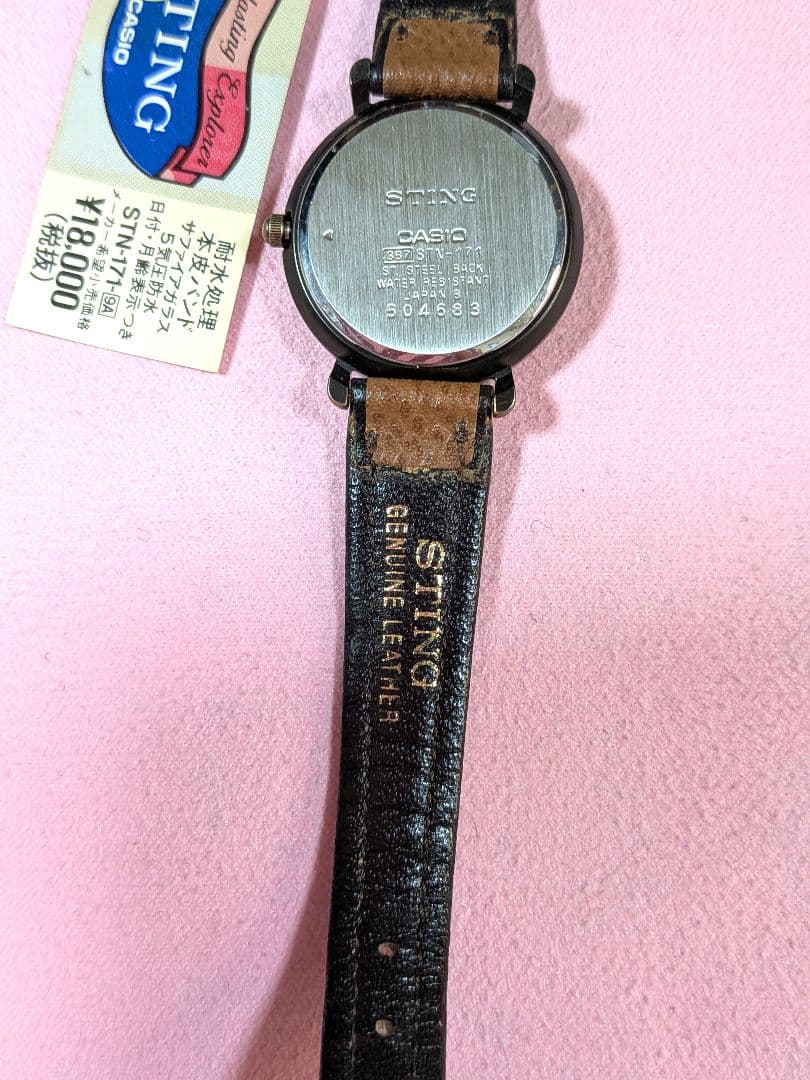 TING
CASIO
lasting
Explorer
耐水処理
本皮バンド
サファイアガラス
5気圧防水
日付・月齢表示つき
STN-171-9A
メーカー希望小売価格
¥18,000
(税抜)
STING
CASIO
387 STN-171
ST. STEEL BACK
WATER RESISTANT
JAPAN B
504683
STING
GENUINE LEATHER